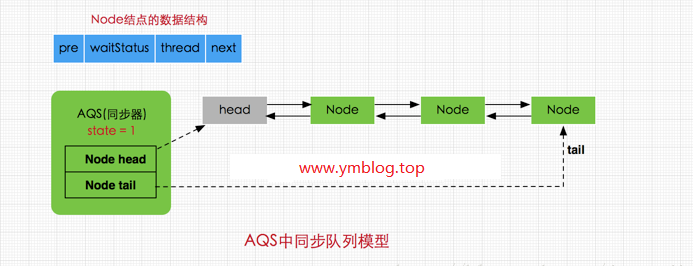 Node结点的数据结构
pre waitStatus thread next
AQS(同步器)
state = 1
Node head
Node tail
head Node Node Node
tail
www.ymblog.top
AQS中同步队列模型